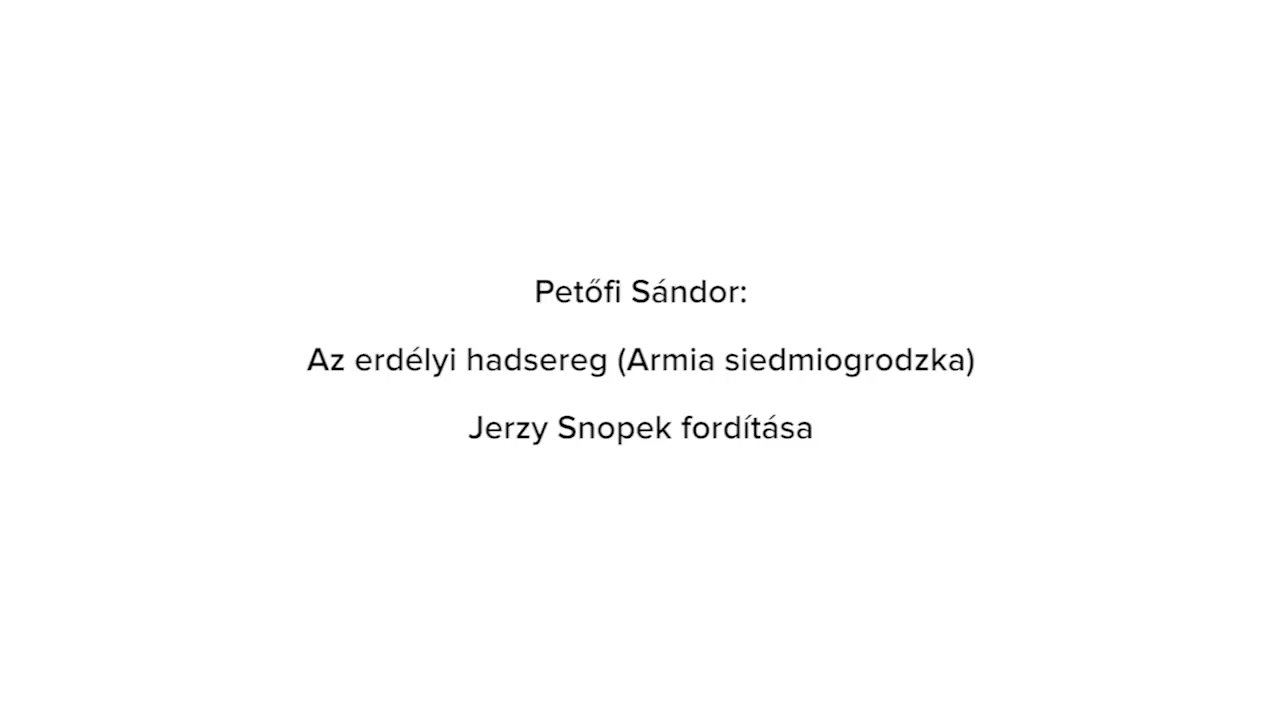 Petőfi Sándor:
Az erdélyi hadsereg (Armia siedmiogrodzka)
Jerzy Snopek fordítása